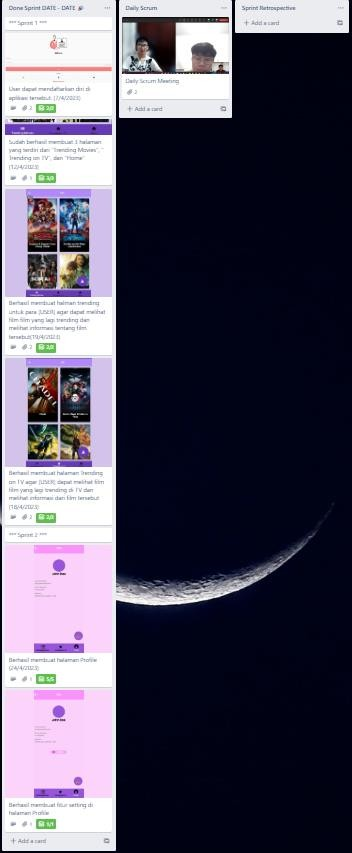 Done Sprint DATE - DATE 🎉
*** Sprint 1 ***
User dapat mendaftarkan diri di
aplikasi tersebut (7/4/2023)
2
2/2
Sudah berhasil membuat 3 halaman
yang terdiri dari "Trending Movies", "
Trending on TV", dan "Home"
(12/4/2023)
1
3/3
Berhasil membuat halman trending
untuk para [USER] agar dapat melihat
film film yang lagi trending dan
melihat informasi tentang film
tersebut(19/4/2023)
2
2/2
Berhasil membuat halaman Trending
on TV agar [USER] dapat melihat film
film yang lagi trending di TV dan
melihat informasi dari film tersebut
(18/4/2023)
2
2/2
*** Sprint 2 ***
Berhasil membuat halaman Profile
(24/4/2023)
1
5/5
Berhasil membuat fitur setting di
halaman Profile
1
1/1
+ Add a card
Daily Scrum
Daily Scrum Meeting
2
+ Add a card
Sprint Retrospective
+ Add a card